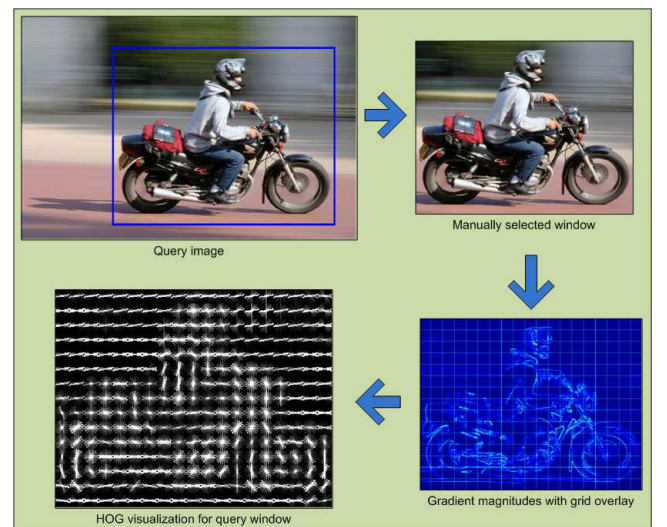 Query image
Manually selected window
Gradient magnitudes with grid overlay
HOG visualization for query window